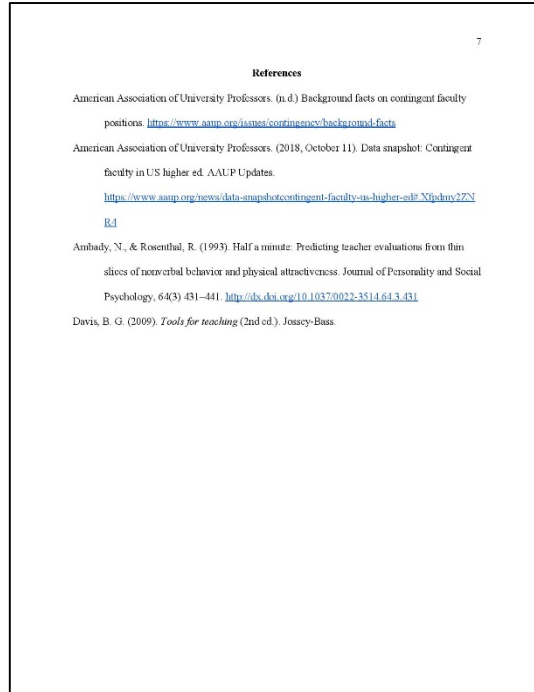 7
References
American Association of University Professors. (n.d.) Background facts on contingent faculty
positions. https://www.aaup.org/issues/contingency/background-facts
American Association of University Professors. (2018, October 11). Data snapshot: Contingent
faculty in US higher ed. AAUP Updates.
https://www.aaup.org/news/data-snapshotcontingent-faculty-us-higher-ed#.Xfpdmy2ZN
R4
Ambady, N., & Rosenthal, R. (1993). Half a minute: Predicting teacher evaluations from thin
slices of nonverbal behavior and physical attractiveness. Journal of Personality and Social
Psychology, 64(3) 431–441. http://dx.doi.org/10.1037/0022-3514.64.3.431
Davis, B. G. (2009). Tools for teaching (2nd ed.). Jossey-Bass.